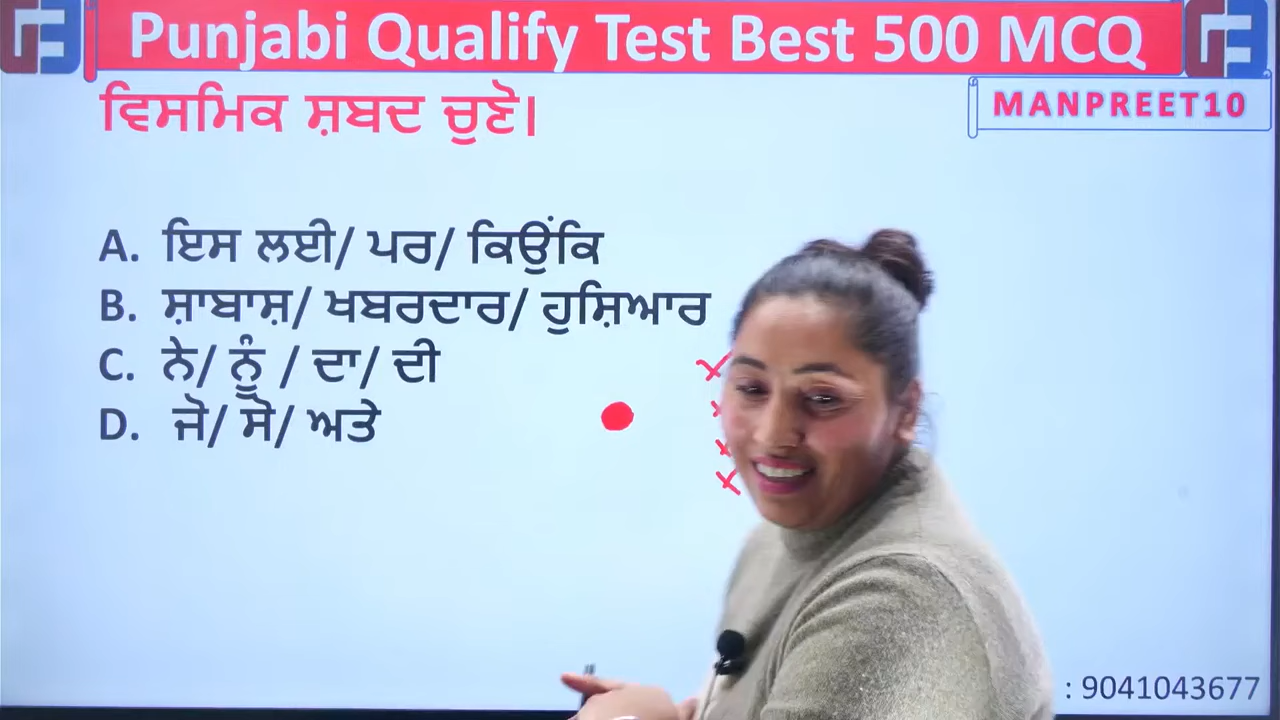 Punjabi Qualify Test Best 500 MCQ
MANPREET10
ਵਿਸਮਿਕ ਸ਼ਬਦ ਚੁਣੋ।
A. ਇਸ ਲਈ/ ਪਰ/ ਕਿਉਂਕਿ
B. ਸ਼ਾਬਾਸ਼/ ਖਬਰਦਾਰ/ ਹੁਸ਼ਿਆਰ
C. ਨੇ/ ਨੂੰ / ਦਾ/ ਦੀ
D. ਜੋ/ ਸੋ/ ਅਤੇ
: 9041043677